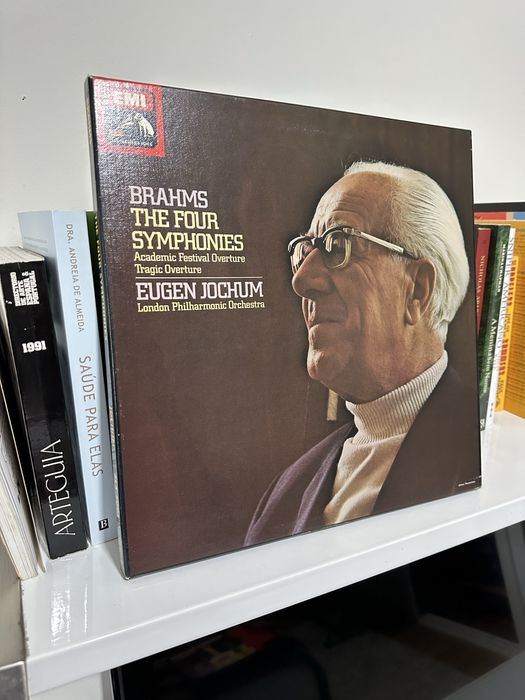 EMI
BRAHMS
THE FOUR
SYMPHONIES
Academic Festival Overture
Tragic Overture
EUGEN JOCHUM
London Philharmonic Orchestra
1991
ARTEGUIA
DRA. ANDREIA DE ALMEIDA
SAÚDE PARA ELAS